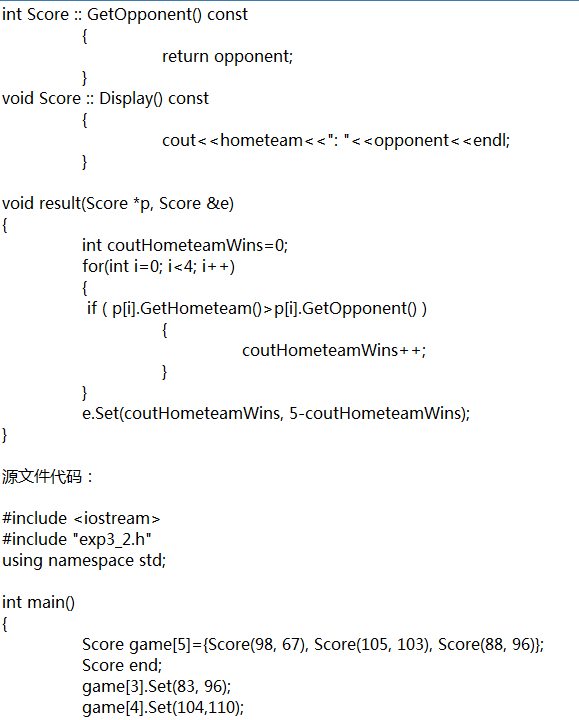 int Score :: GetOpponent() const
{
return opponent;
}
void Score :: Display() const
{
cout<<hometeam<<": "<<opponent<<endl;
}
void result(Score *p, Score &e)
{
int coutHometeamWins=0;
for(int i=0; i<4; i++)
{
if ( p[i].GetHometeam()>p[i].GetOpponent() )
{
coutHometeamWins++;
}
}
e.Set(coutHometeamWins, 5-coutHometeamWins);
}
源文件代码：
#include <iostream>
#include "exp3_2.h"
using namespace std;
int main()
{
Score game[5]={Score(98, 67), Score(105, 103), Score(88, 96)};
Score end;
game[3].Set(83, 96);
game[4].Set(104,110);